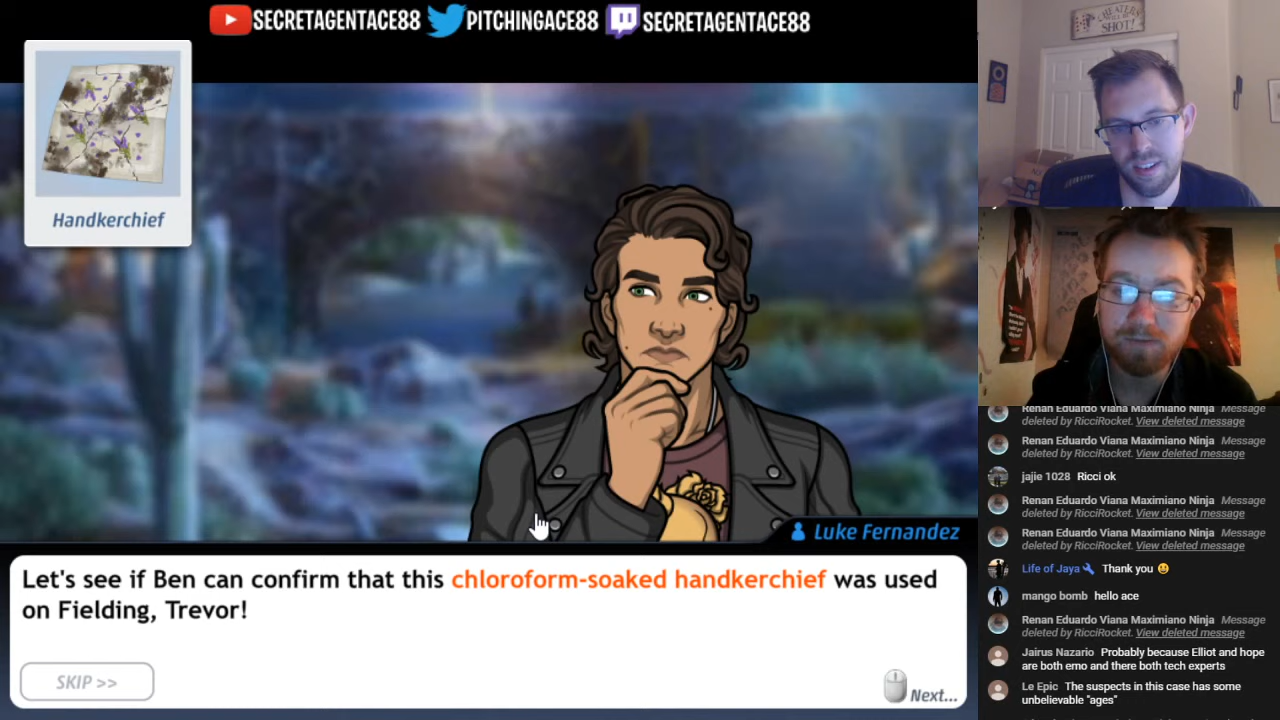 SECRETAGENTACE88 PITCHINGACE88 SECRETAGENTACE88
CHEATERS
SHOT!
Handkerchief
Luke Fernandez
Let's see if Ben can confirm that this chloroform-soaked handkerchief was used
on Fielding, Trevor!
SKIP >>
Next...
Renan Eduardo Viana Maximiano Ninja Message
deleted by RicciRocket. View deleted message
Renan Eduardo Viana Maximiano Ninja Message
deleted by RicciRocket. View deleted message
jajie 1028 Ricci ok
Renan Eduardo Viana Maximiano Ninja Message
deleted by RicciRocket. View deleted message
Renan Eduardo Viana Maximiano Ninja Message
deleted by RicciRocket. View deleted message
Life of Jaya Thank you
mango bomb hello ace
Renan Eduardo Viana Maximiano Ninja Message
deleted by RicciRocket. View deleted message
Jairus Nazario Probably because Elliot and hope
are both emo and there both tech experts
Le Epic The suspects in this case has some
unbelievable "ages"